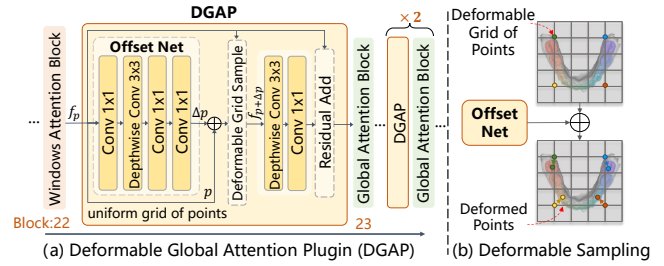 DGAP
× 2
Windows Attention Block
Offset Net
Conv 1x1
Depthwise Conv 3x3
Conv 1x1
Conv 1x1
Deformable Grid Sample
Depthwise Conv 3x3
Conv 1x1
Residual Add
Global Attention Block
DGAP
Global Attention Block
...
f_p
Δp
f_{p+Δp}
p
...
...
uniform grid of points
Block:22
23
(a) Deformable Global Attention Plugin (DGAP)
Deformable
Grid of
Points
Offset
Net
Deformed
Points
(b) Deformable Sampling